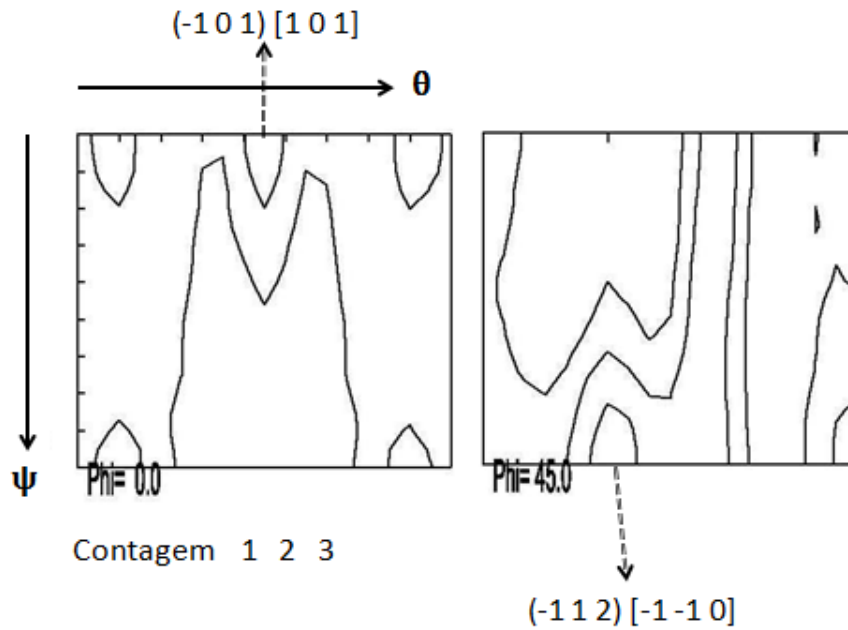 (-1 0 1) [1 0 1]
θ
ψ
Phi= 0.0
Phi= 45.0
Contagem 1 2 3
(-1 1 2) [-1 -1 0]